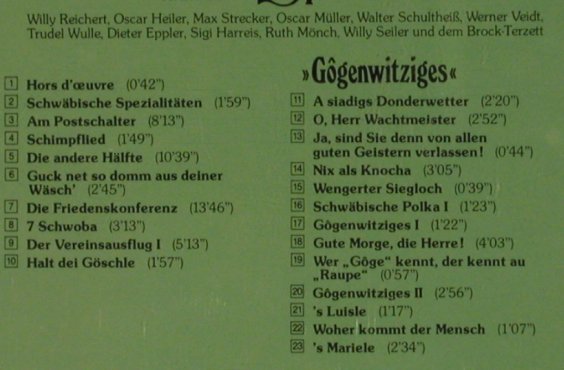 Willy Reichert, Oscar Heiler, Max Strecker, Oscar Müller, Walter Schultheiß, Werner Veidt,
Trudel Wulle, Dieter Eppler, Sigi Harreis, Ruth Mönch, Willy Seiler und dem Brock-Terzett
1 Hors d'œuvre (0'42")
2 Schwäbische Spezialitäten (1'59")
3 Am Postschalter (8'13")
4 Schimpflied (1'49")
5 Die andere Hälfte (10'39")
6 Guck net so domm aus deiner
Wäsch' (2'45")
7 Die Friedenskonferenz (13'46")
8 7 Schwoba (3'13")
9 Der Vereinsausflug I (5'13")
10 Halt dei Göschle (1'57")
»Gôgenwitziges«
11 A siadigs Donderwetter (2'20")
12 O, Herr Wachtmeister (2'52")
13 Ja, sind Sie denn von allen
guten Geistern verlassen! (0'44")
14 Nix als Knocha (3'05")
15 Wengerter Siegloch (0'39")
16 Schwäbische Polka I (1'23")
17 Gôgenwitziges I (1'22")
18 Gute Morge, die Herre! (4'03")
19 Wer „Gôge" kennt, der kennt au
„Raupe" (0'57")
20 Gôgenwitziges II (2'56")
21 's Luisle (1'17")
22 Woher kommt der Mensch (1'07")
23 's Mariele (2'34")